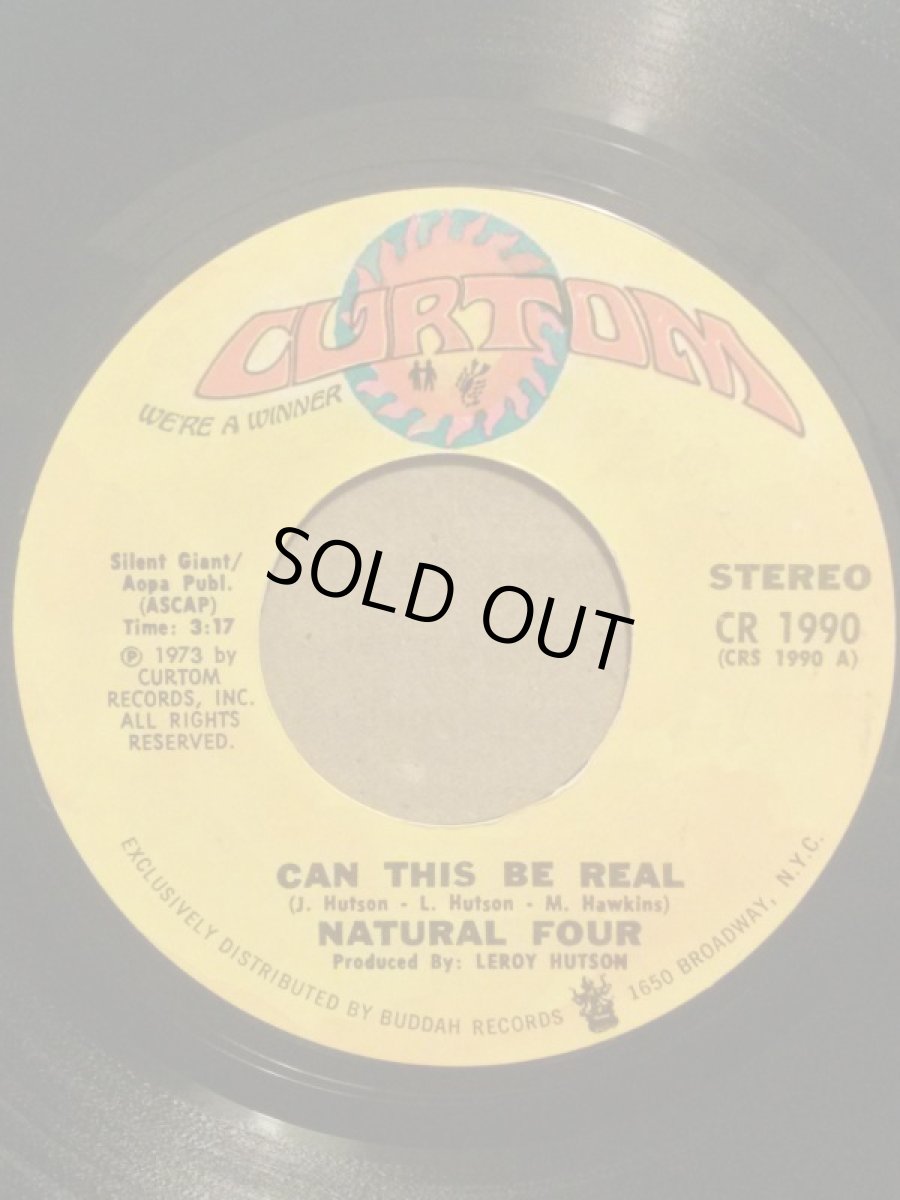 CURTOM
WE'RE A WINNER
Silent Giant/
Aopa Publ.
(ASCAP)
Time: 3:17
Ⓟ 1973 by
CURTOM
RECORDS, INC.
ALL RIGHTS
RESERVED.
SOLD OUT
STEREO
CR 1990
(CRS 1990 A)
CAN THIS BE REAL
(J. Hutson - L. Hutson - M. Hawkins)
NATURAL FOUR
Produced By: LEROY HUTSON
EXCLUSIVELY DISTRIBUTED BY BUDDAH RECORDS 1650 BROADWAY, N.Y.C.